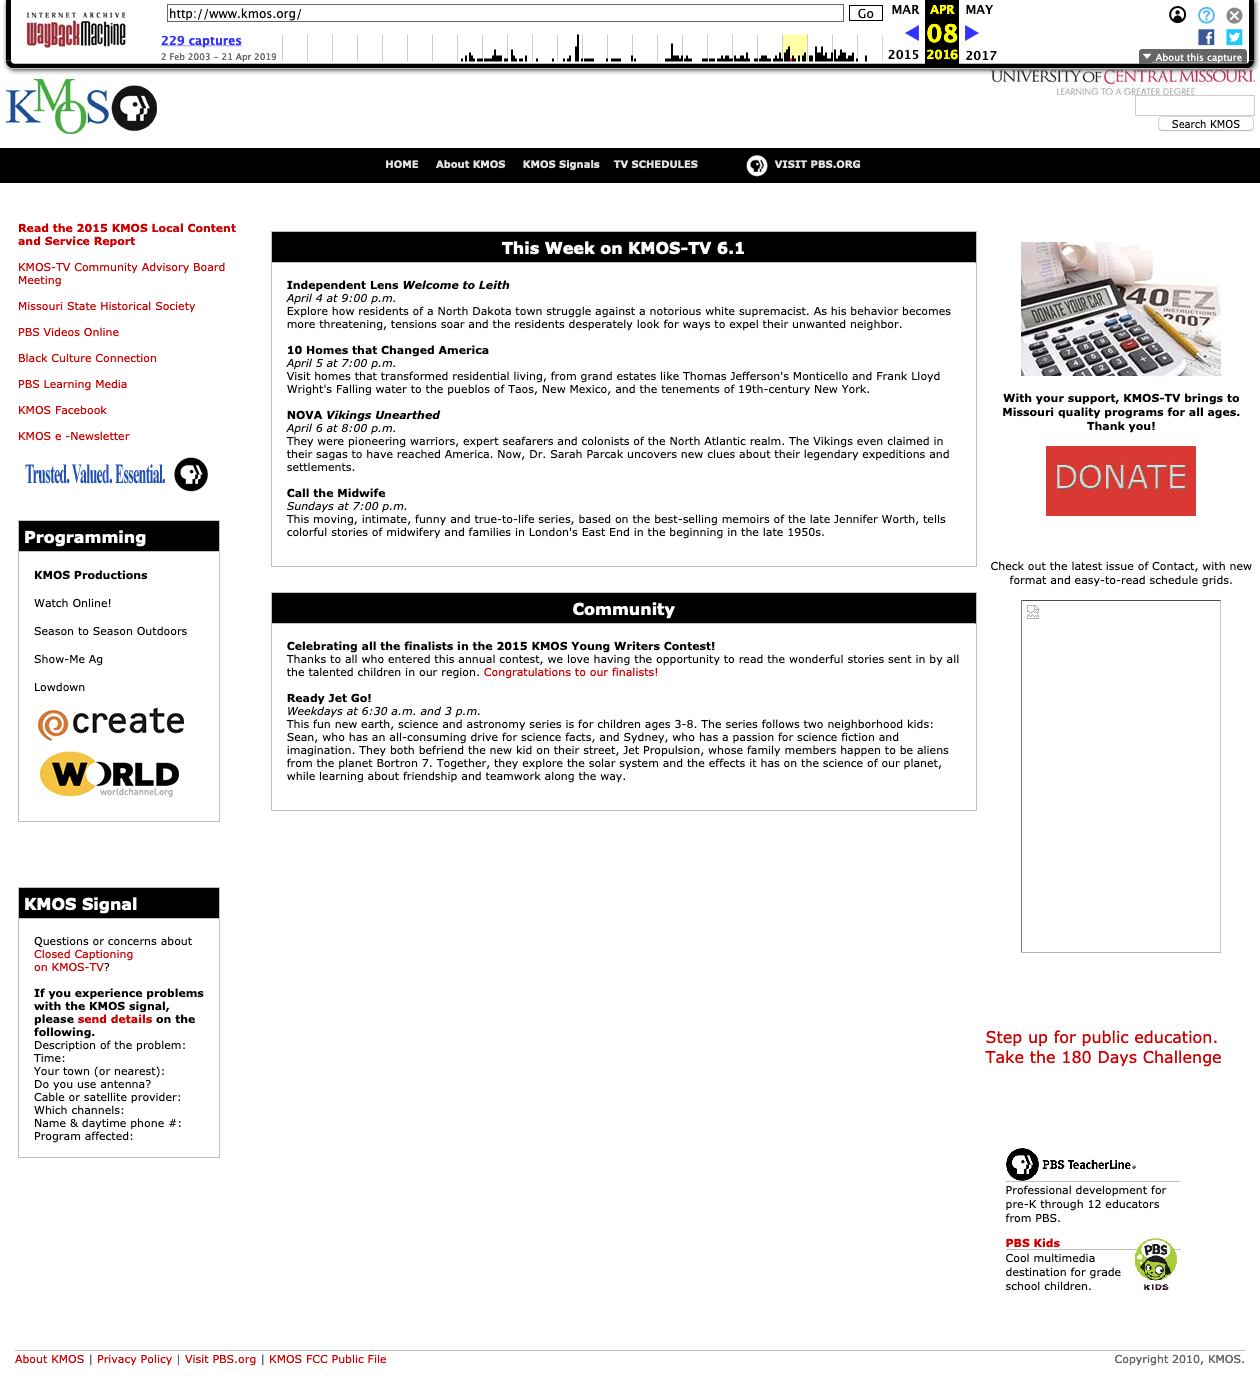 INTERNET ARCHIVE
WayBackMachine
http://www.kmos.org/
Go
229 captures
2 Feb 2003 – 21 Apr 2019
MAR
APR
MAY
08
2015
2016
2017
About this capture
KMOS
UNIVERSITY OF CENTRAL MISSOURI.
LEARNING TO A GREATER DEGREE
Search KMOS
HOME About KMOS KMOS Signals TV SCHEDULES VISIT PBS.ORG
Read the 2015 KMOS Local Content
and Service Report
KMOS-TV Community Advisory Board
Meeting
Missouri State Historical Society
PBS Videos Online
Black Culture Connection
PBS Learning Media
KMOS Facebook
KMOS e -Newsletter
Trusted. Valued. Essential.
Programming
KMOS Productions
Watch Online!
Season to Season Outdoors
Show-Me Ag
Lowdown
create
WORLD
worldchannel.org
KMOS Signal
Questions or concerns about
Closed Captioning
on KMOS-TV?
If you experience problems
with the KMOS signal,
please send details on the
following.
Description of the problem:
Time:
Your town (or nearest):
Do you use antenna?
Cable or satellite provider:
Which channels:
Name & daytime phone #:
Program affected:
This Week on KMOS-TV 6.1
Independent Lens Welcome to Leith
April 4 at 9:00 p.m.
Explore how residents of a North Dakota town struggle against a notorious white supremacist. As his behavior becomes
more threatening, tensions soar and the residents desperately look for ways to expel their unwanted neighbor.
10 Homes that Changed America
April 5 at 7:00 p.m.
Visit homes that transformed residential living, from grand estates like Thomas Jefferson's Monticello and Frank Lloyd
Wright's Falling water to the pueblos of Taos, New Mexico, and the tenements of 19th-century New York.
NOVA Vikings Unearthed
April 6 at 8:00 p.m.
They were pioneering warriors, expert seafarers and colonists of the North Atlantic realm. The Vikings even claimed in
their sagas to have reached America. Now, Dr. Sarah Parcak uncovers new clues about their legendary expeditions and
settlements.
Call the Midwife
Sundays at 7:00 p.m.
This moving, intimate, funny and true-to-life series, based on the best-selling memoirs of the late Jennifer Worth, tells
colorful stories of midwifery and families in London's East End in the beginning in the late 1950s.
Community
Celebrating all the finalists in the 2015 KMOS Young Writers Contest!
Thanks to all who entered this annual contest, we love having the opportunity to read the wonderful stories sent in by all
the talented children in our region. Congratulations to our finalists!
Ready Jet Go!
Weekdays at 6:30 a.m. and 3 p.m.
This fun new earth, science and astronomy series is for children ages 3-8. The series follows two neighborhood kids:
Sean, who has an all-consuming drive for science facts, and Sydney, who has a passion for science fiction and
imagination. They both befriend the new kid on their street, Jet Propulsion, whose family members happen to be aliens
from the planet Bortron 7. Together, they explore the solar system and the effects it has on the science of our planet,
while learning about friendship and teamwork along the way.
DONATE YOUR CAR
040EZ
INSTRUCTIONS
2007
With your support, KMOS-TV brings to
Missouri quality programs for all ages.
Thank you!
DONATE
Check out the latest issue of Contact, with new
format and easy-to-read schedule grids.
Step up for public education.
Take the 180 Days Challenge
PBS TeacherLine.
Professional development for
pre-K through 12 educators
from PBS.
PBS Kids
Cool multimedia
destination for grade
school children.
PBS
KIDS
About KMOS | Privacy Policy | Visit PBS.org | KMOS FCC Public File
Copyright 2010, KMOS.